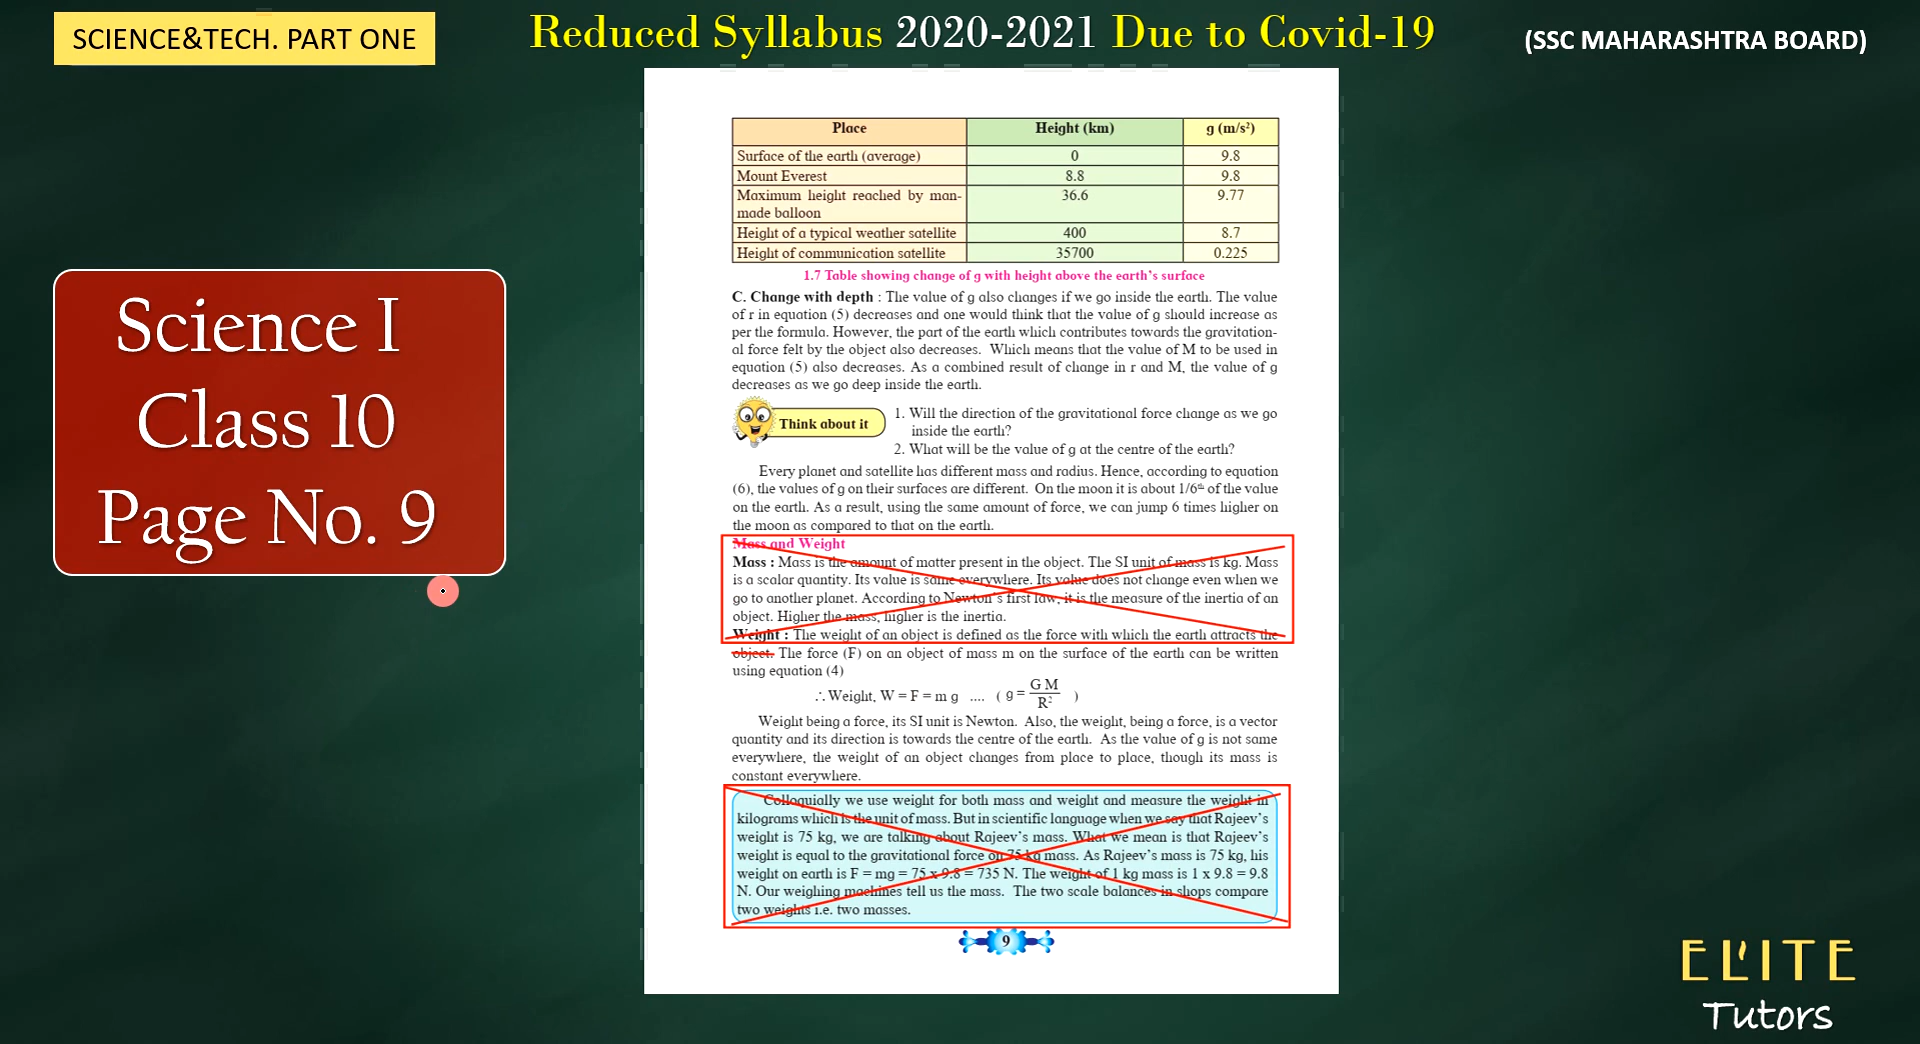 SCIENCE&TECH. PART ONE
Reduced Syllabus 2020-2021 Due to Covid-19
(SSC MAHARASHTRA BOARD)
Science I
Class 10
Page No. 9
Place Height (km) g (m/s²)
Surface of the earth (average) 0 9.8
Mount Everest 8.8 9.8
Maximum height reached by man- 36.6 9.77
made balloon
Height of a typical weather satellite 400 8.7
Height of communication satellite 35700 0.225
1.7 Table showing change of g with height above the earth's surface
C. Change with depth : The value of g also changes if we go inside the earth. The value
of r in equation (5) decreases and one would think that the value of g should increase as
per the formula. However, the part of the earth which contributes towards the gravitation-
al force felt by the object also decreases. Which means that the value of M to be used in
equation (5) also decreases. As a combined result of change in r and M, the value of g
decreases as we go deep inside the earth.
Think about it
1. Will the direction of the gravitational force change as we go
inside the earth?
2. What will be the value of g at the centre of the earth?
Every planet and satellite has different mass and radius. Hence, according to equation
(6), the values of g on their surfaces are different. On the moon it is about 1/6th of the value
on the earth. As a result, using the same amount of force, we can jump 6 times higher on
the moon as compared to that on the earth.
Mass and Weight
Mass : Mass is the amount of matter present in the object. The SI unit of mass is kg. Mass
is a scalar quantity. Its value is same everywhere. Its value does not change even when we
go to another planet. According to Newton's first law, it is the measure of the inertia of an
object. Higher the mass, higher is the inertia.
Weight : The weight of an object is defined as the force with which the earth attracts the
object. The force (F) on an object of mass m on the surface of the earth can be written
using equation (4)
∴ Weight, W = F = m g .... ( g = G M / R² )
Weight being a force, its SI unit is Newton. Also, the weight, being a force, is a vector
quantity and its direction is towards the centre of the earth. As the value of g is not same
everywhere, the weight of an object changes from place to place, though its mass is
constant everywhere.
Colloquially we use weight for both mass and weight and measure the weight in
kilograms which is the unit of mass. But in scientific language when we say that Rajeev's
weight is 75 kg, we are talking about Rajeev's mass. What we mean is that Rajeev's
weight is equal to the gravitational force on 75 kg mass. As Rajeev's mass is 75 kg, his
weight on earth is F = mg = 75 x 9.8 = 735 N. The weight of 1 kg mass is 1 x 9.8 = 9.8
N. Our weighing machines tell us the mass. The two scale balances in shops compare
two weights i.e. two masses.
9
ELITE
Tutors